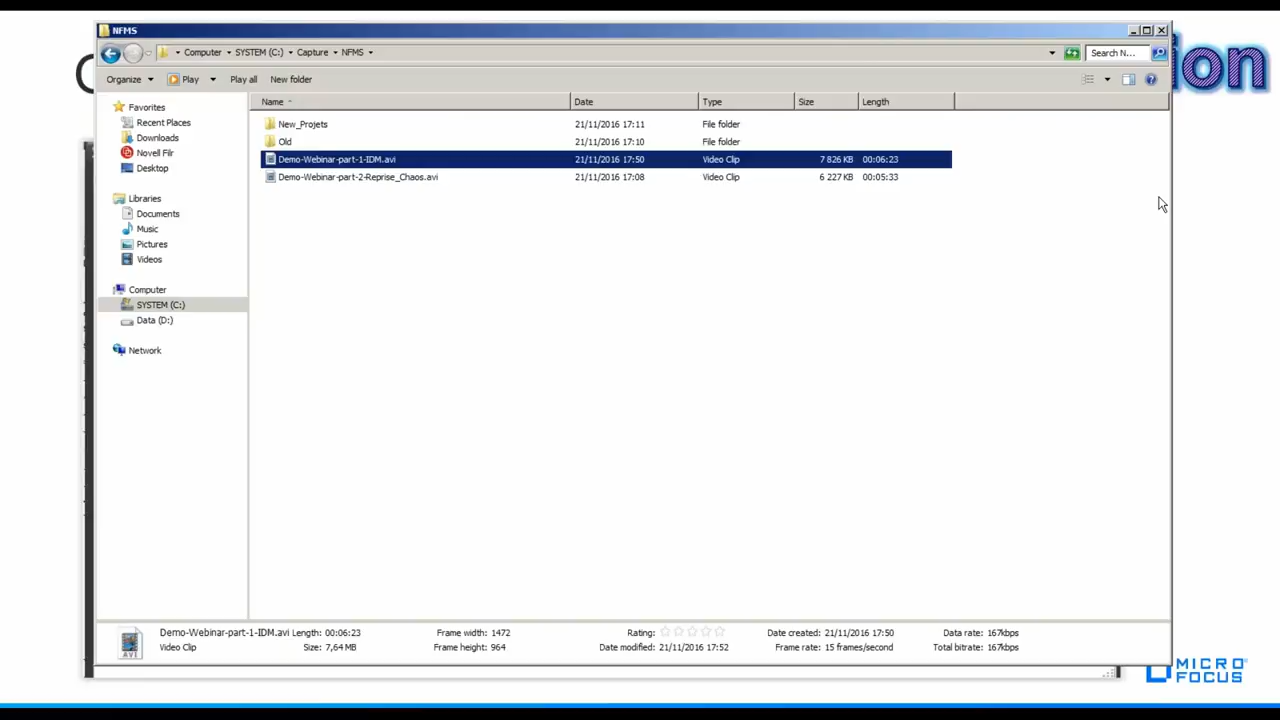 NFMS
Computer SYSTEM (C:) Capture NFMS Search N...
Organize Play Play all New folder
Name Date Type Size Length
Favorites
Recent Places
Downloads
Novell Filr
Desktop
Libraries
Documents
Music
Pictures
Videos
Computer
SYSTEM (C:)
Data (D:)
Network
New_Projets 21/11/2016 17:11 File folder
Old 21/11/2016 17:10 File folder
Demo-Webinar-part-1-IDM.avi 21/11/2016 17:50 Video Clip 7 826 KB 00:06:23
Demo-Webinar-part-2-Reprise_Chaos.avi 21/11/2016 17:08 Video Clip 6 227 KB 00:05:33
Demo-Webinar-part-1-IDM.avi Length: 00:06:23 Frame width: 1472 Rating: Date created: 21/11/2016 17:50 Data rate: 167kbps
Video Clip Size: 7,64 MB Frame height: 964 Date modified: 21/11/2016 17:52 Frame rate: 15 frames/second Total bitrate: 167kbps
AVI
ion
MICRO
FOCUS